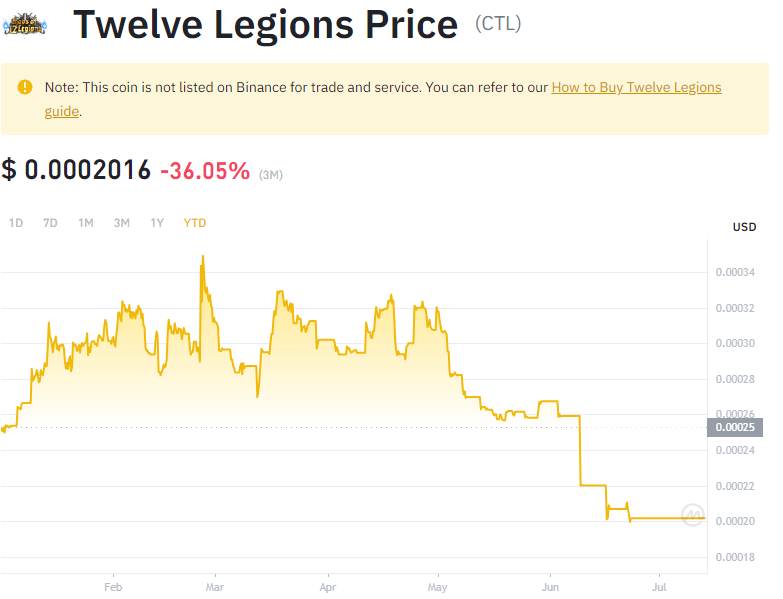 Twelve Legions Price (CTL)
Note: This coin is not listed on Binance for trade and service. You can refer to our How to Buy Twelve Legions
guide.
$ 0.0002016 -36.05% (3M)
1D 7D 1M 3M 1Y YTD
USD
0.00034
0.00032
0.00030
0.00028
0.00026
0.00025
0.00024
0.00022
0.00020
0.00018
Feb Mar Apr May Jun Jul